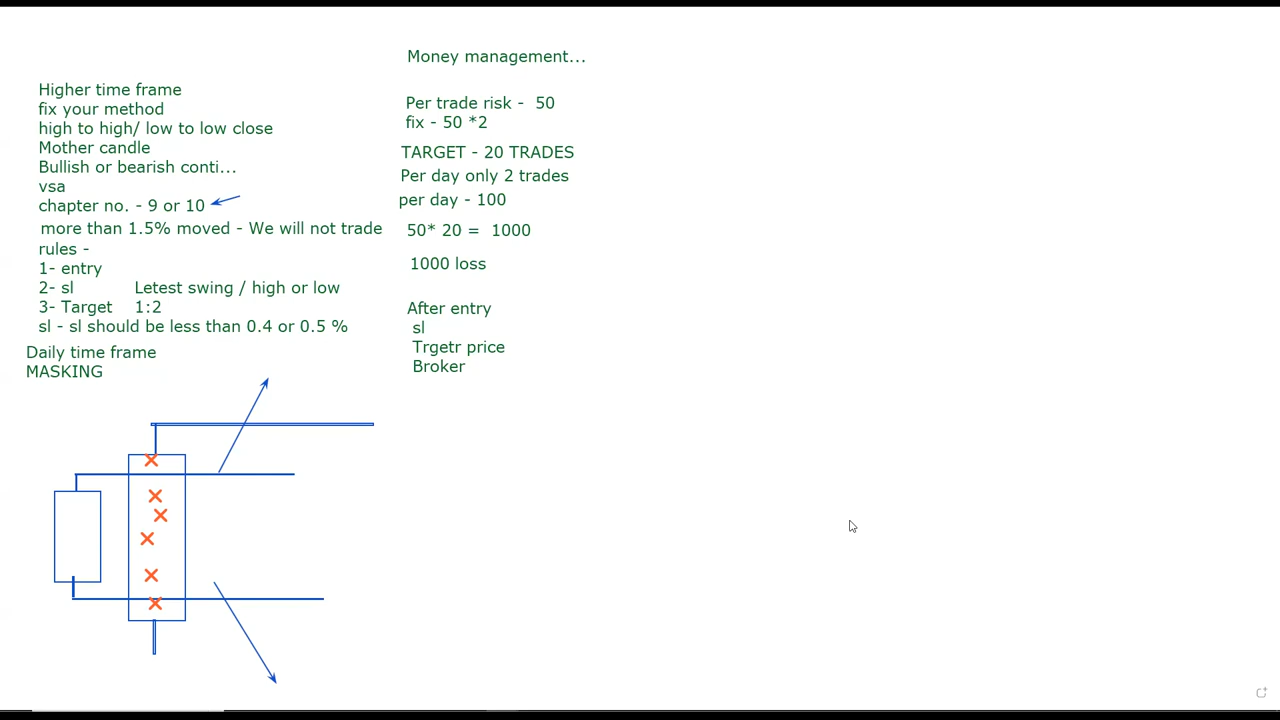 Higher time frame
fix your method
high to high/ low to low close
Mother candle
Bullish or bearish conti...
vsa
chapter no. - 9 or 10
more than 1.5% moved - We will not trade
rules -
1- entry
2- sl Letest swing / high or low
3- Target 1:2
sl - sl should be less than 0.4 or 0.5 %
Daily time frame
MASKING
Money management...
Per trade risk - 50
fix - 50 *2
TARGET - 20 TRADES
Per day only 2 trades
per day - 100
50* 20 = 1000
1000 loss
After entry
sl
Trgetr price
Broker